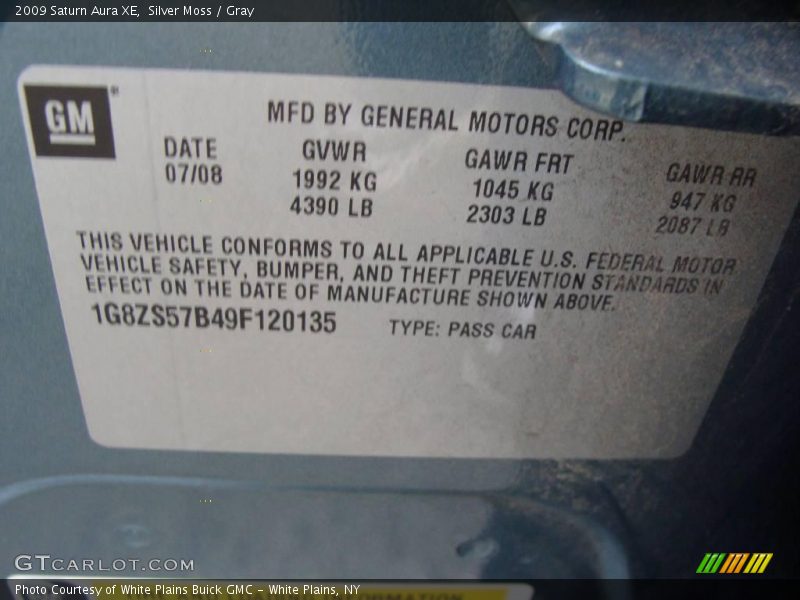 2009 Saturn Aura XE, Silver Moss / Gray
GM®
MFD BY GENERAL MOTORS CORP.
DATE GVWR GAWR FRT GAWR RR
07/08 1992 KG 1045 KG 947 KG
4390 LB 2303 LB 2087 LB
THIS VEHICLE CONFORMS TO ALL APPLICABLE U.S. FEDERAL MOTOR
VEHICLE SAFETY, BUMPER, AND THEFT PREVENTION STANDARDS IN
EFFECT ON THE DATE OF MANUFACTURE SHOWN ABOVE.
1G8ZS57B49F120135 TYPE: PASS CAR
GTCARLOT.COM
Photo Courtesy of White Plains Buick GMC - White Plains, NY